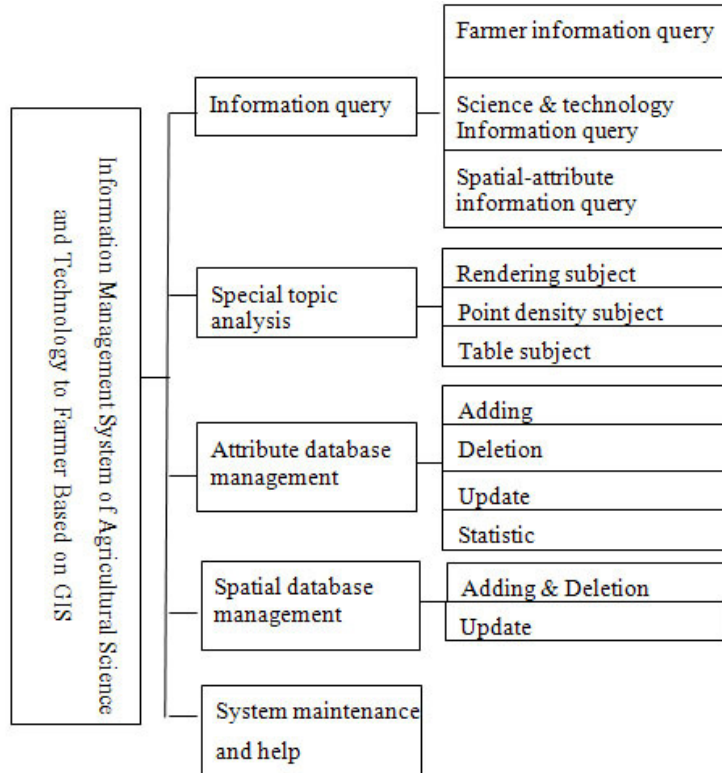 Information Management System of Agricultural Science
and Technology to Farmer Based on GIS
Information query
Farmer information query
Science & technology
Information query
Spatial-attribute
information query
Special topic
analysis
Rendering subject
Point density subject
Table subject
Attribute database
management
Adding
Deletion
Update
Statistic
Spatial database
management
Adding & Deletion
Update
System maintenance
and help